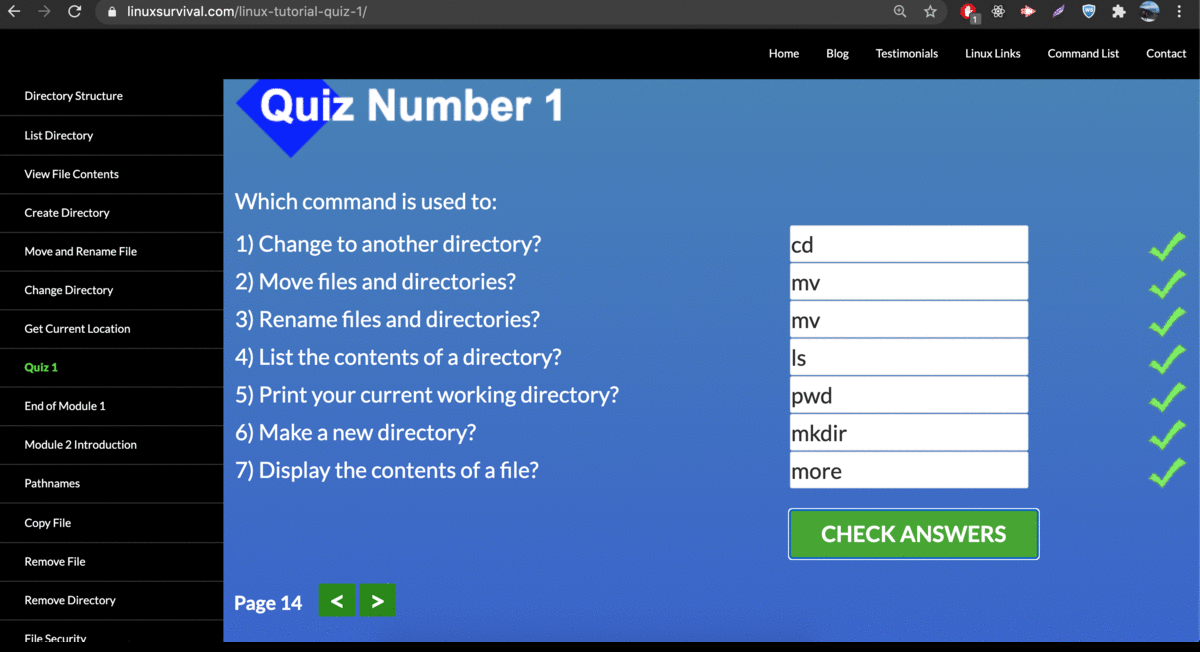 linuxsurvival.com/linux-tutorial-quiz-1/
1
Home Blog Testimonials Linux Links Command List Contact
Directory Structure
List Directory
View File Contents
Create Directory
Move and Rename File
Change Directory
Get Current Location
Quiz 1
End of Module 1
Module 2 Introduction
Pathnames
Copy File
Remove File
Remove Directory
File Security
Quiz Number 1
Which command is used to:
1) Change to another directory? cd
2) Move files and directories? mv
3) Rename files and directories? mv
4) List the contents of a directory? ls
5) Print your current working directory? pwd
6) Make a new directory? mkdir
7) Display the contents of a file? more
CHECK ANSWERS
Page 14 < >